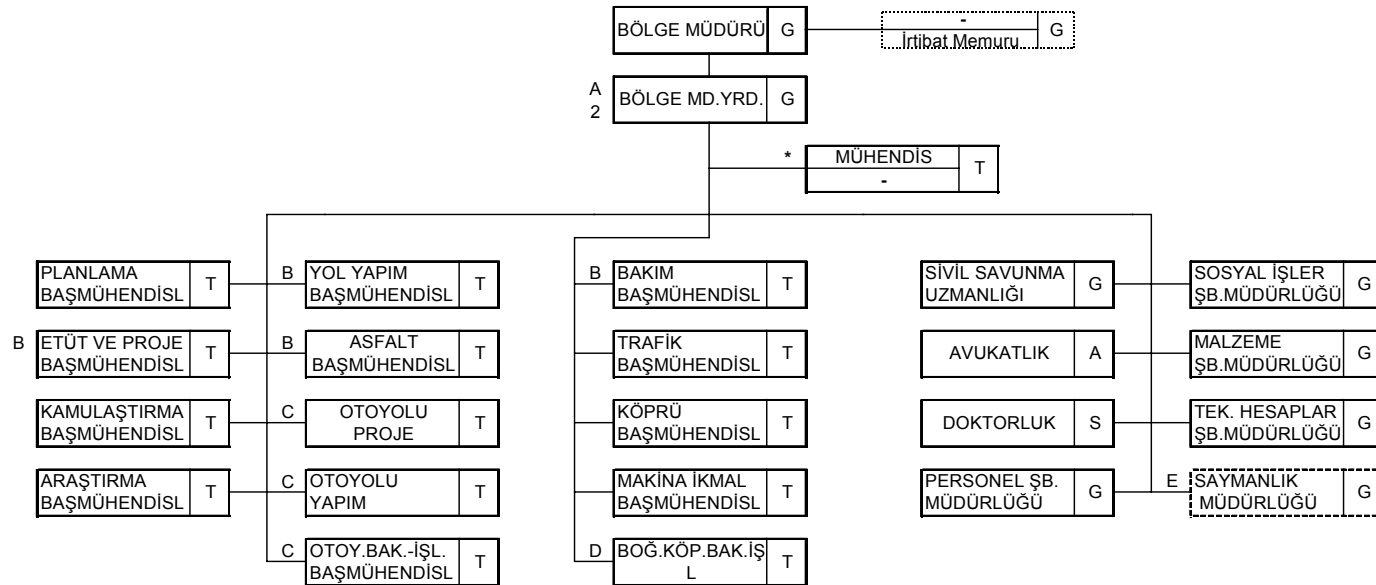 BÖLGE MÜDÜRÜ G
-
İrtibat Memuru G
A
2
BÖLGE MD.YRD. G
*
MÜHENDİS
-
T
PLANLAMA
BAŞMÜHENDİSL T
B
YOL YAPIM
BAŞMÜHENDİSL T
B
BAKIM
BAŞMÜHENDİSL T
SİVİL SAVUNMA
UZMANLIĞI G
SOSYAL İŞLER
ŞB.MÜDÜRLÜĞÜ G
B
ETÜT VE PROJE
BAŞMÜHENDİSL T
B
ASFALT
BAŞMÜHENDİSL T
TRAFİK
BAŞMÜHENDİSL T
AVUKATLIK A
MALZEME
ŞB.MÜDÜRLÜĞÜ G
KAMULAŞTIRMA
BAŞMÜHENDİSL T
C
OTOYOLU
PROJE T
KÖPRÜ
BAŞMÜHENDİSL T
DOKTORLUK S
TEK. HESAPLAR
ŞB.MÜDÜRLÜĞÜ G
ARAŞTIRMA
BAŞMÜHENDİSL T
C
OTOYOLU
YAPIM T
MAKİNA İKMAL
BAŞMÜHENDİSL T
PERSONEL ŞB.
MÜDÜRLÜĞÜ G
E
SAYMANLIK
MÜDÜRLÜĞÜ G
C
OTOY.BAK.-İŞL.
BAŞMÜHENDİSL T
D
BOĞ.KÖP.BAK.İŞ
L T